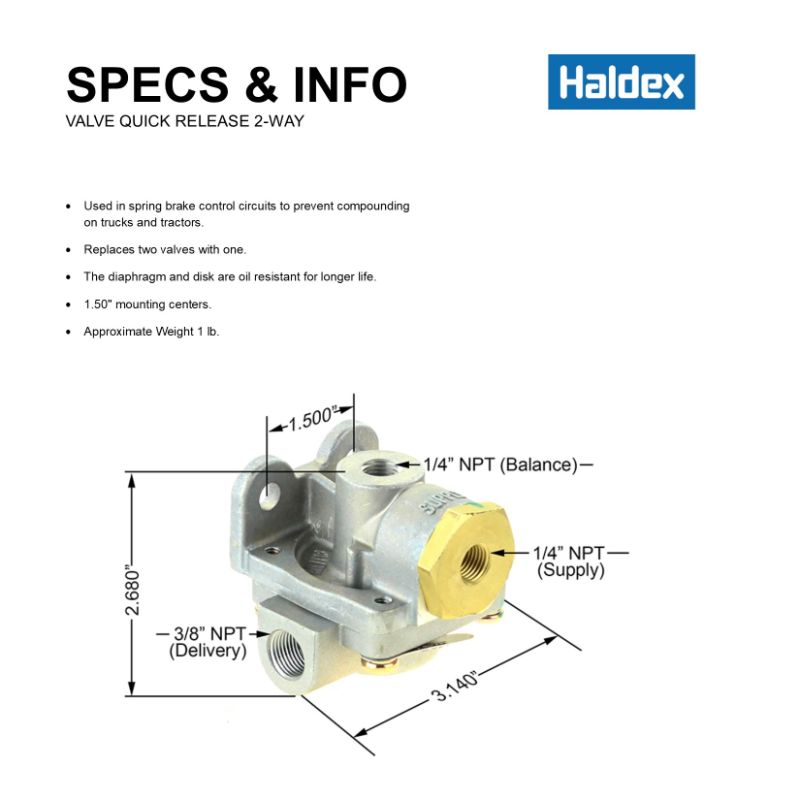 SPECS & INFO
Haldex
VALVE QUICK RELEASE 2-WAY
• Used in spring brake control circuits to prevent compounding
on trucks and tractors.
• Replaces two valves with one.
• The diaphragm and disk are oil resistant for longer life.
• 1.50" mounting centers.
• Approximate Weight 1 lb.
1.500”
1/4” NPT (Balance)
1/4” NPT
(Supply)
2.680”
3/8” NPT
(Delivery)
3.140”